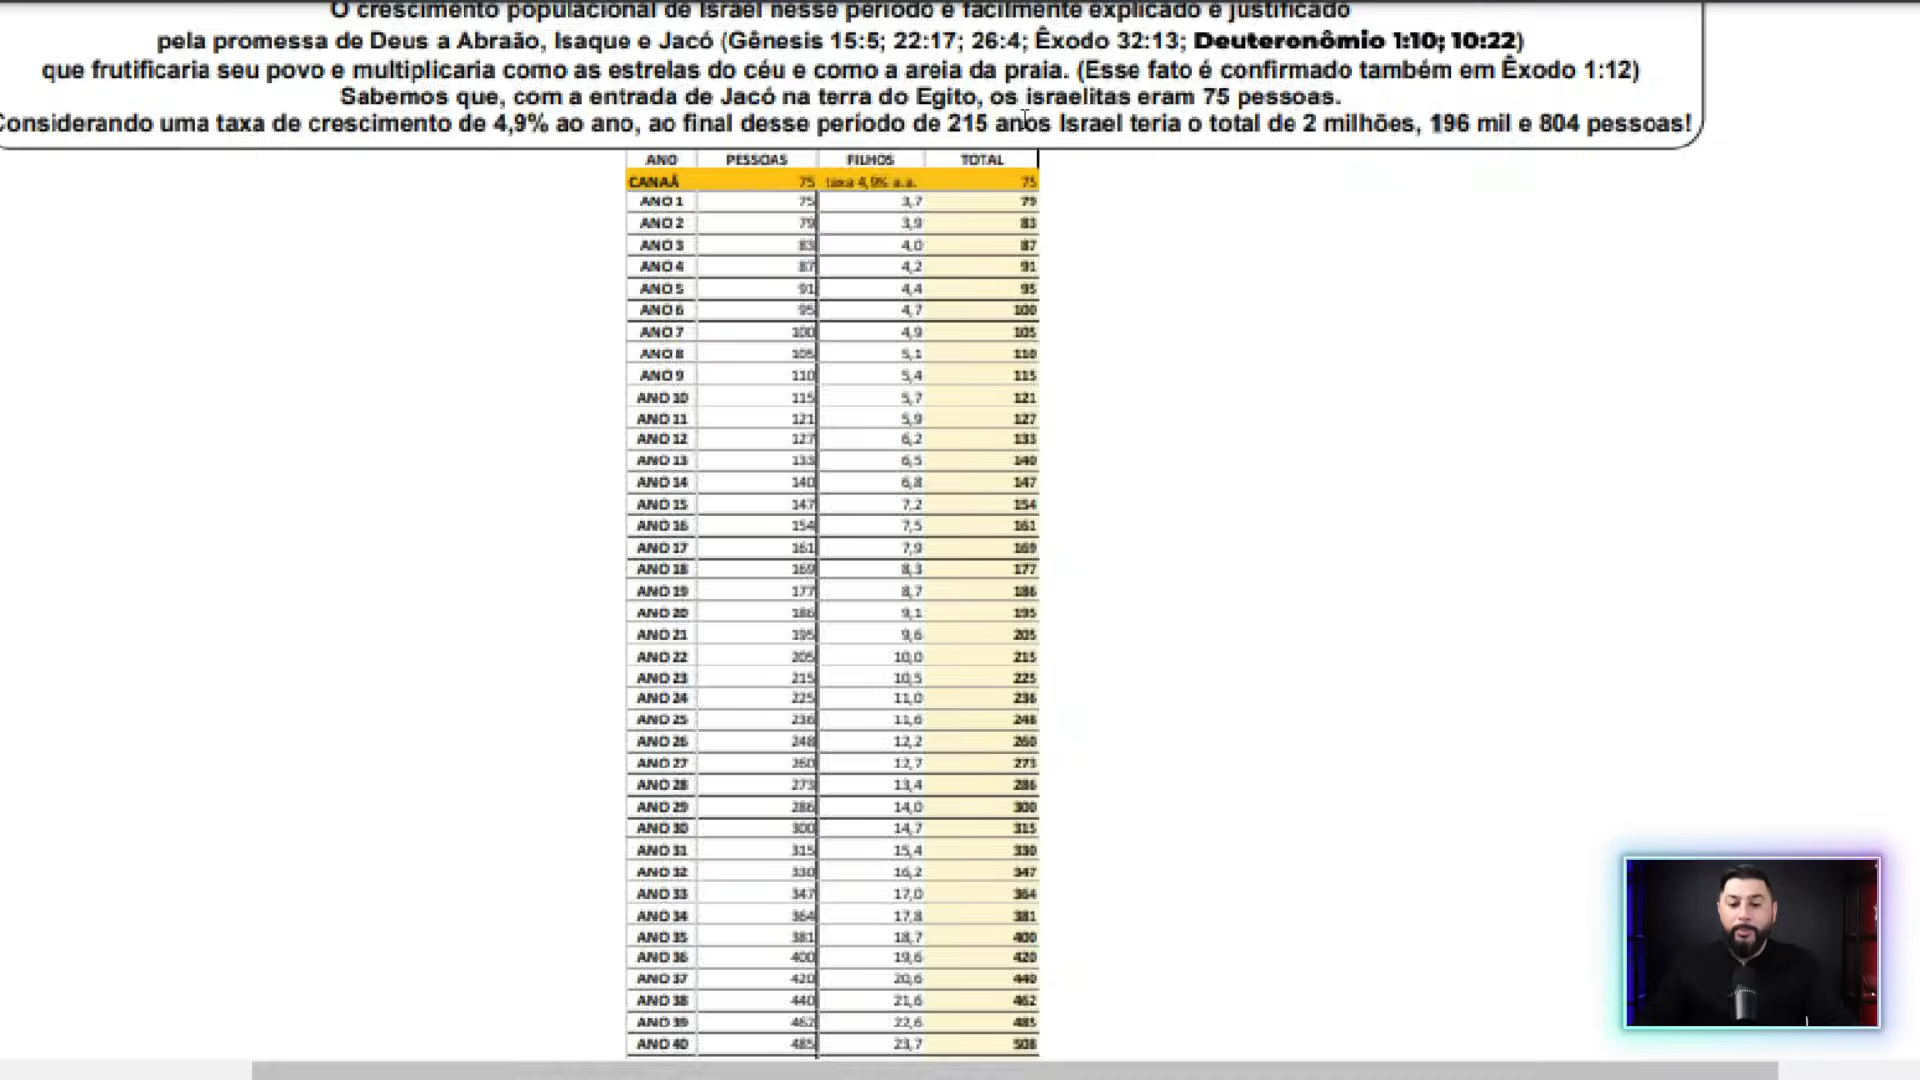 O crescimento populacional de Israel nesse período é facilmente explicado e justificado
pela promessa de Deus a Abraão, Isaque e Jacó (Gênesis 15:5; 22:17; 26:4; Êxodo 32:13; Deuteronômio 1:10; 10:22)
que frutificaria seu povo e multiplicaria como as estrelas do céu e como a areia da praia. (Esse fato é confirmado também em Êxodo 1:12)
Sabemos que, com a entrada de Jacó na terra do Egito, os israelitas eram 75 pessoas.
Considerando uma taxa de crescimento de 4,9% ao ano, ao final desse período de 215 anos Israel teria o total de 2 milhões, 196 mil e 804 pessoas!
ANO PESSOAS FILHOS TOTAL
CANAÃ 75 taxa 4,9% a.a. 75
ANO 1 75 3,7 79
ANO 2 79 3,9 83
ANO 3 83 4,0 87
ANO 4 87 4,2 91
ANO 5 91 4,4 95
ANO 6 95 4,7 100
ANO 7 100 4,9 105
ANO 8 105 5,1 110
ANO 9 110 5,4 115
ANO 10 115 5,7 121
ANO 11 121 5,9 127
ANO 12 127 6,2 133
ANO 13 133 6,5 140
ANO 14 140 6,8 147
ANO 15 147 7,2 154
ANO 16 154 7,5 161
ANO 17 161 7,9 169
ANO 18 169 8,3 177
ANO 19 177 8,7 186
ANO 20 186 9,1 195
ANO 21 195 9,6 205
ANO 22 205 10,0 215
ANO 23 215 10,5 225
ANO 24 225 11,0 236
ANO 25 236 11,6 248
ANO 26 248 12,2 260
ANO 27 260 12,7 273
ANO 28 273 13,4 286
ANO 29 286 14,0 300
ANO 30 300 14,7 315
ANO 31 315 15,4 330
ANO 32 330 16,2 347
ANO 33 347 17,0 364
ANO 34 364 17,8 381
ANO 35 381 18,7 400
ANO 36 400 19,6 420
ANO 37 420 20,6 440
ANO 38 440 21,6 462
ANO 39 462 22,6 485
ANO 40 485 23,7 508